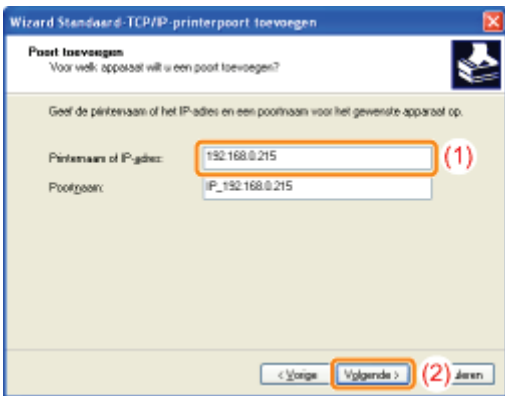 Wizard Standaard-TCP/IP-printerpoort toevoegen
Poort toevoegen
Voor welk apparaat wilt u een poort toevoegen?
Geef de printernaam of het IP-adres en een poortnaam voor het gewenste apparaat op.
Printernaam of IP-adres: 192.168.0.215 (1)
Poortnaam: IP_192.168.0.215
< Vorige Volgende > (2)